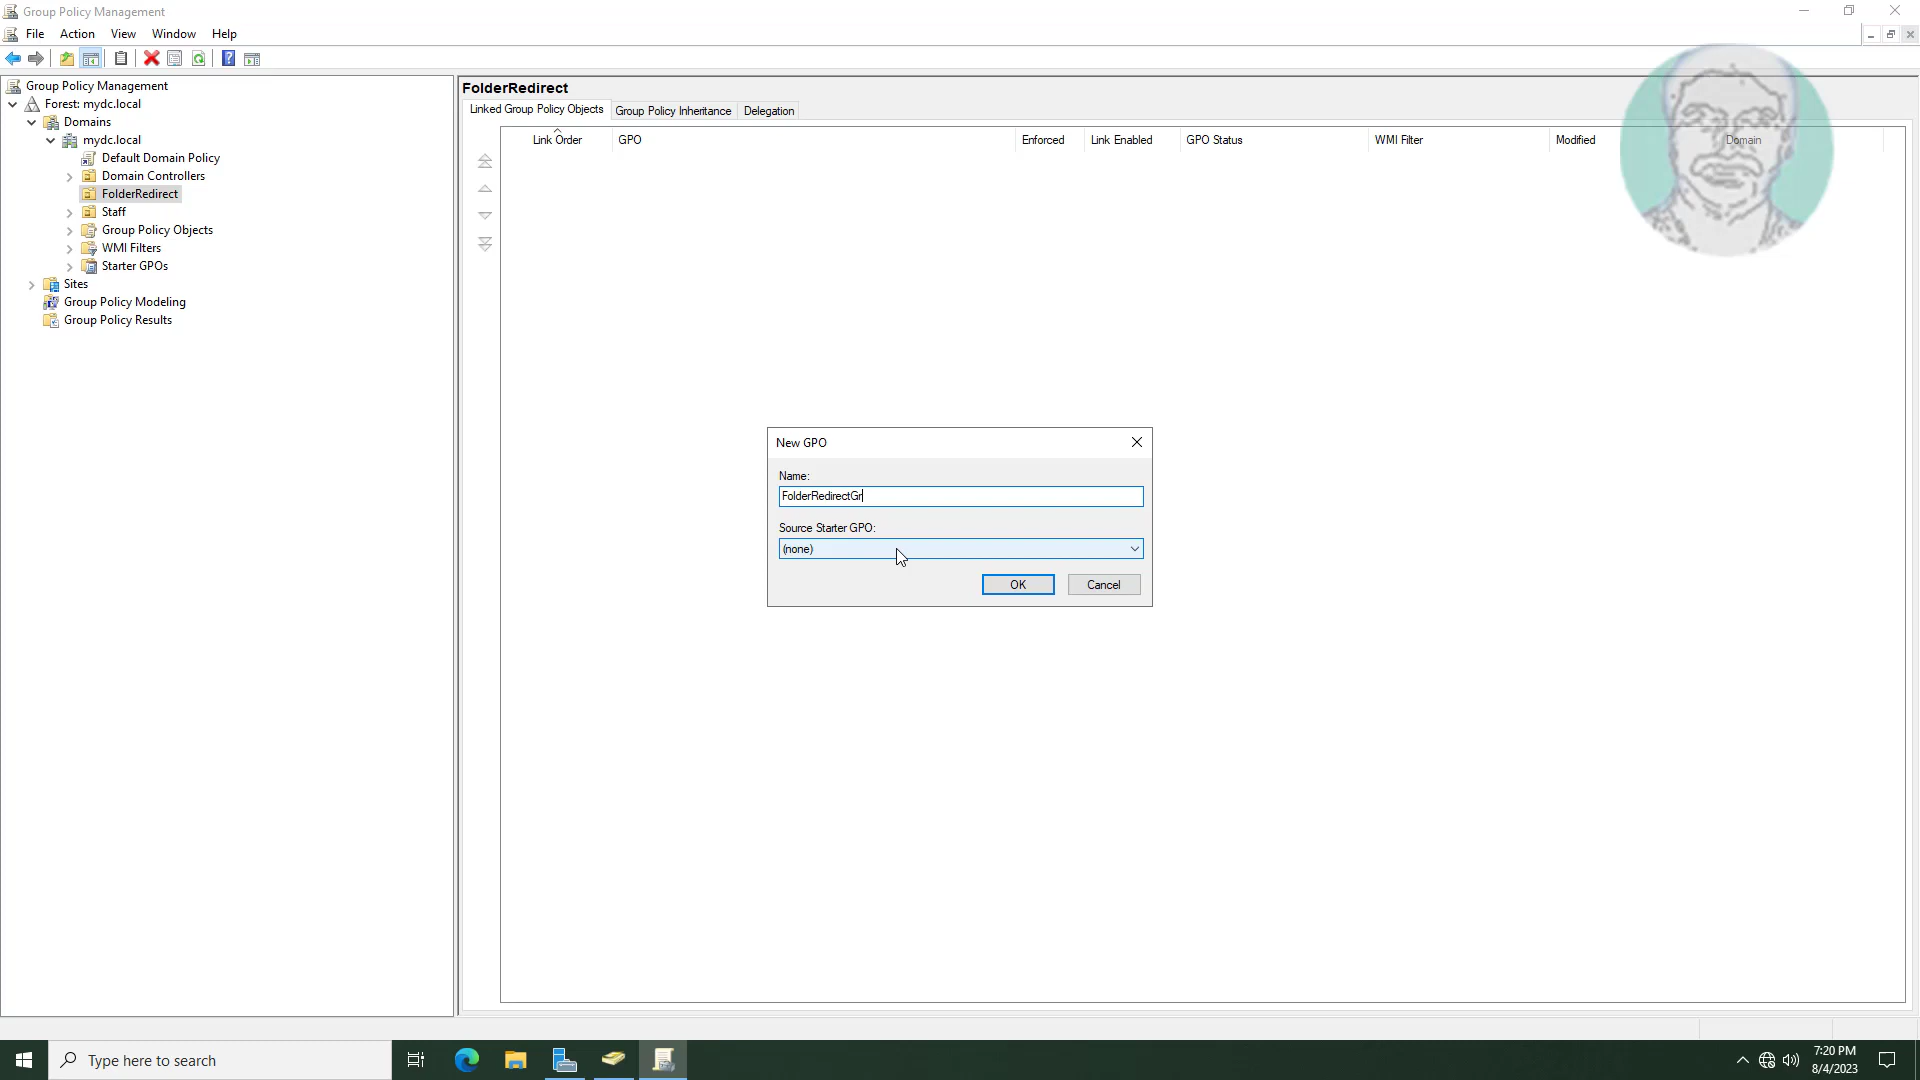 Group Policy Management
File Action View Window Help
Group Policy Management
Forest: mydc.local
Domains
mydc.local
Default Domain Policy
Domain Controllers
FolderRedirect
Staff
Group Policy Objects
WMI Filters
Starter GPOs
Sites
Group Policy Modeling
Group Policy Results
FolderRedirect
Linked Group Policy Objects Group Policy Inheritance Delegation
Link Order GPO Enforced Link Enabled GPO Status WMI Filter Modified Domain
New GPO
Name:
FolderRedirectGr
Source Starter GPO:
(none)
OK Cancel
Type here to search
7:20 PM
8/4/2023